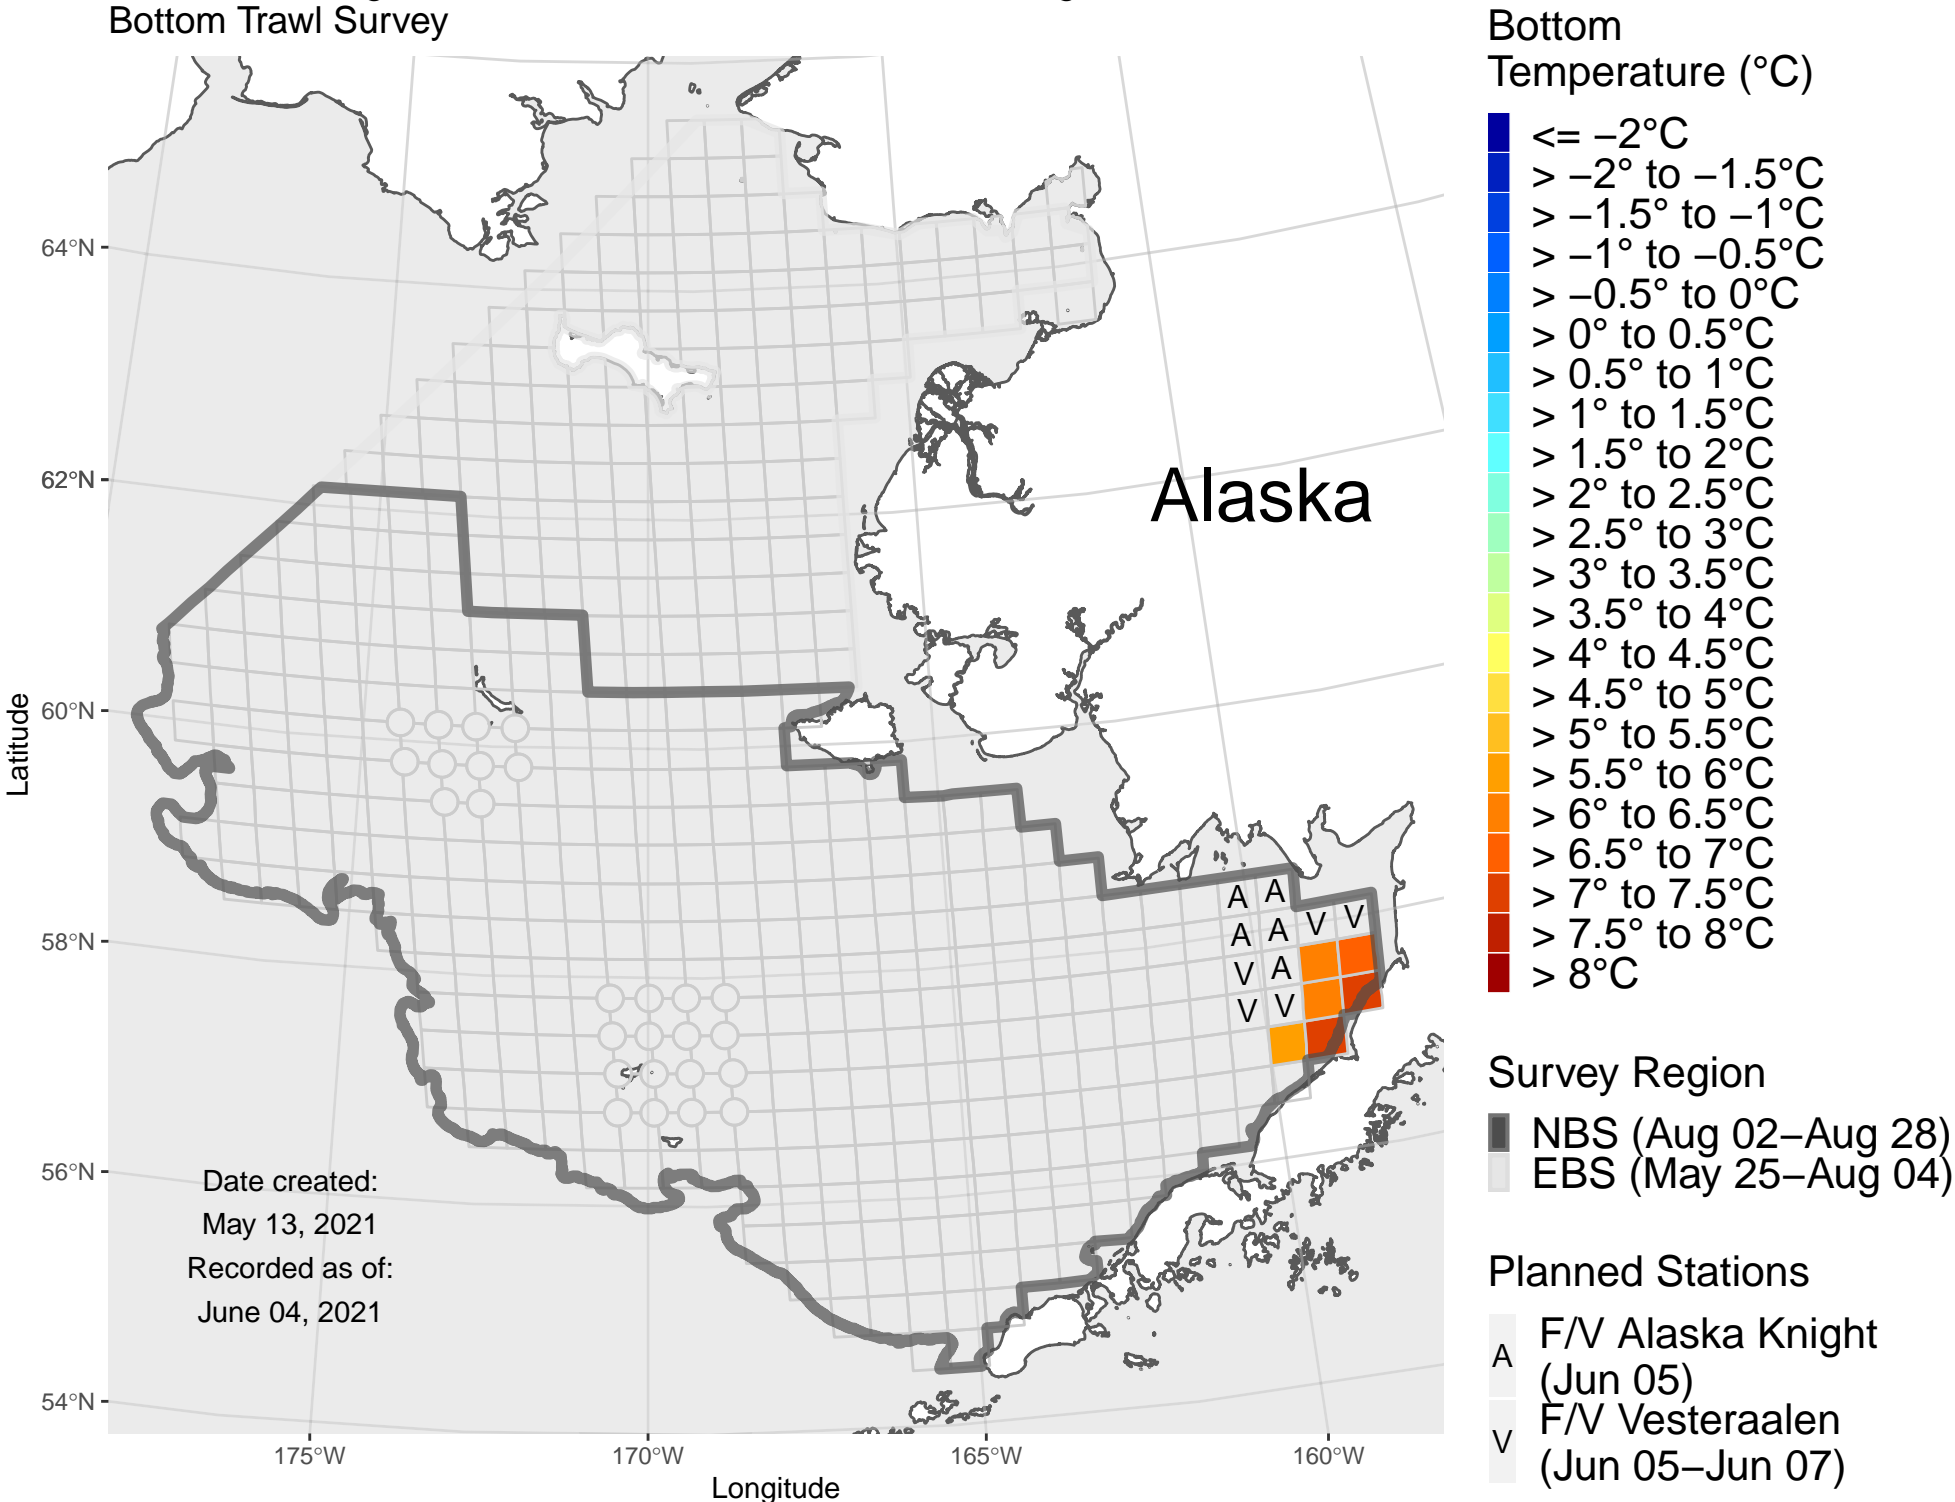 Bottom Trawl Survey
Bottom
Temperature (°C)
<= −2°C
> −2° to −1.5°C
> −1.5° to −1°C
> −1° to −0.5°C
> −0.5° to 0°C
> 0° to 0.5°C
> 0.5° to 1°C
> 1° to 1.5°C
> 1.5° to 2°C
> 2° to 2.5°C
> 2.5° to 3°C
> 3° to 3.5°C
> 3.5° to 4°C
> 4° to 4.5°C
> 4.5° to 5°C
> 5° to 5.5°C
> 5.5° to 6°C
> 6° to 6.5°C
> 6.5° to 7°C
> 7° to 7.5°C
> 7.5° to 8°C
> 8°C
Survey Region
NBS (Aug 02−Aug 28)
EBS (May 25−Aug 04)
Planned Stations
A F/V Alaska Knight
(Jun 05)
V F/V Vesteraalen
(Jun 05−Jun 07)
Alaska
A A
V V
A A
V A
V V
64°N
62°N
60°N
58°N
56°N
54°N
Latitude
Date created:
May 13, 2021
Recorded as of:
June 04, 2021
175°W 170°W 165°W 160°W
Longitude